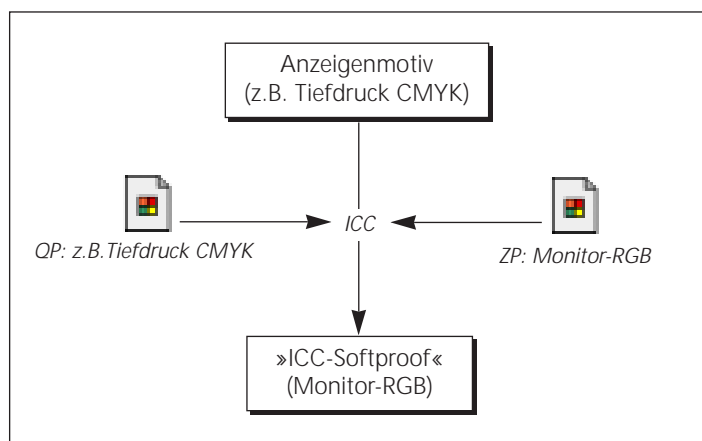 Anzeigenmotiv
(z.B. Tiefdruck CMYK)
ICC
QP: z.B.Tiefdruck CMYK
ZP: Monitor-RGB
»ICC-Softproof«
(Monitor-RGB)